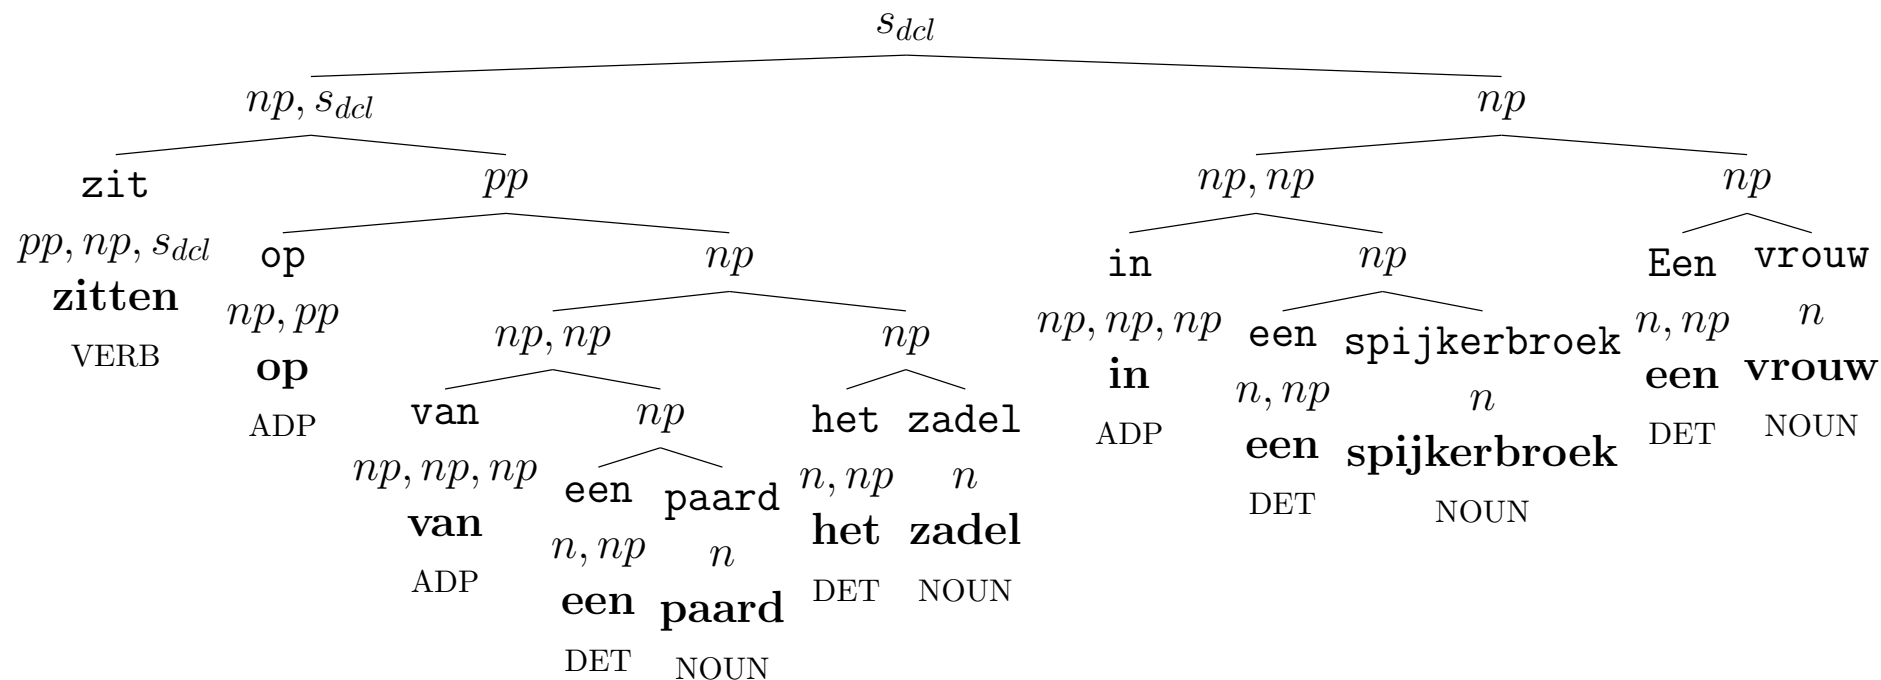 s_dcl
np, s_dcl np
zit pp np, np np
pp, np, s_dcl op np in np Een vrouw
zitten np, pp np, np np np, np, np een spijkerbroek n, np n
VERB op van np het zadel in n, np n een vrouw
ADP np, np, np een paard n, np n ADP een spijkerbroek DET NOUN
van n, np n het zadel DET NOUN
ADP een paard DET NOUN
DET NOUN